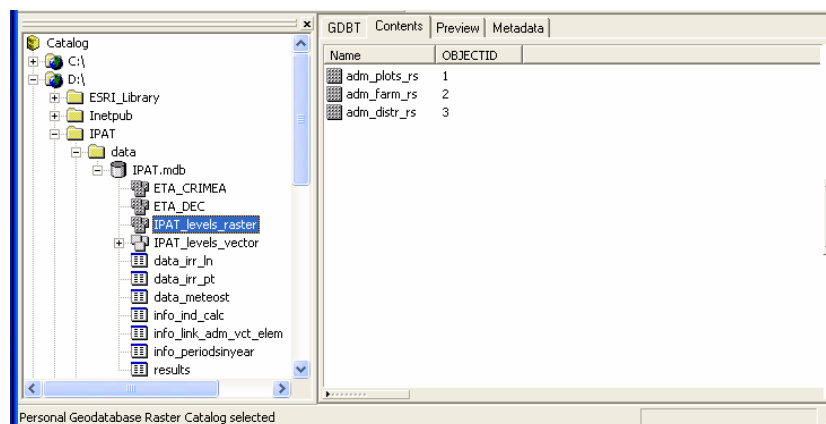 Catalog
C:\
D:\
ESRI_Library
Inetpub
IPAT
data
IPAT.mdb
ETA_CRIMEA
ETA_DEC
IPAT_levels_raster
IPAT_levels_vector
data_irr_ln
data_irr_pt
data_meteost
info_ind_calc
info_link_adm_vct_elem
info_periodsinyear
results
GDBT Contents Preview Metadata
Name OBJECTID
adm_plots_rs 1
adm_farm_rs 2
adm_distr_rs 3
Personal Geodatabase Raster Catalog selected